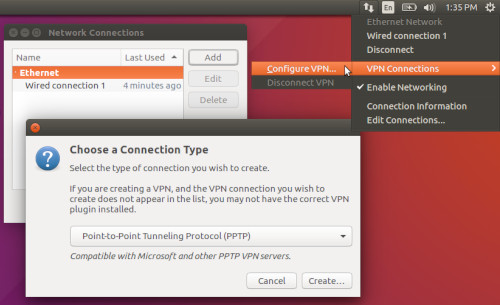 En
1:35 PM
Ethernet Network
Wired connection 1
Disconnect
VPN Connections
Enable Networking
Connection Information
Edit Connections...
Configure VPN...
Disconnect VPN
Network Connections
Name Last Used Add
Ethernet
Edit
Wired connection 1 4 minutes ago
Delete
Choose a Connection Type
Select the type of connection you wish to create.
If you are creating a VPN, and the VPN connection you wish to
create does not appear in the list, you may not have the correct VPN
plugin installed.
Point-to-Point Tunneling Protocol (PPTP)
Compatible with Microsoft and other PPTP VPN servers.
Cancel Create...